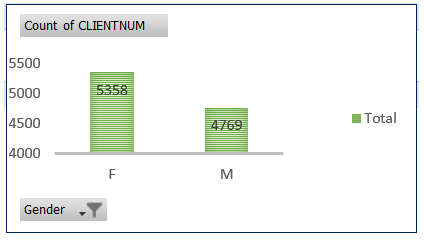 Count of CLIENTNUM
5500
5000
4500
4000
5358
4769
F
M
Total
Gender